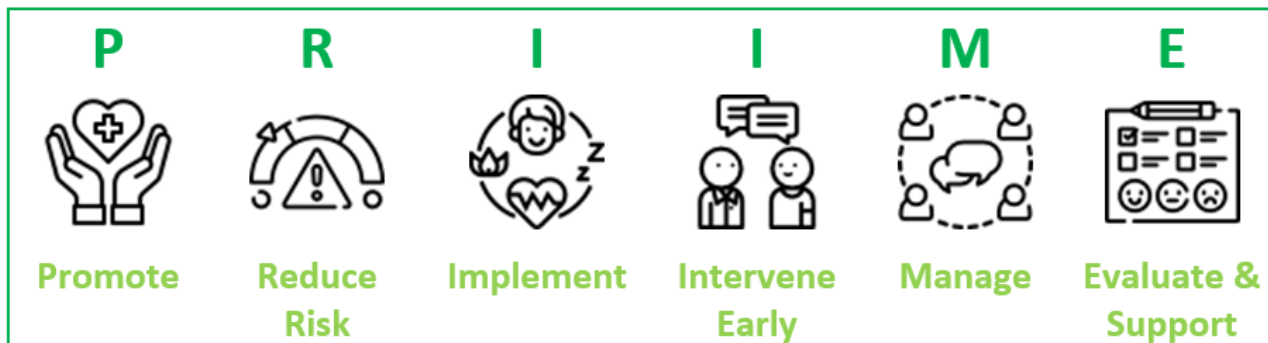 P R I I M E
z
z
Promote Reduce Implement Intervene Manage Evaluate &
Risk Early Support